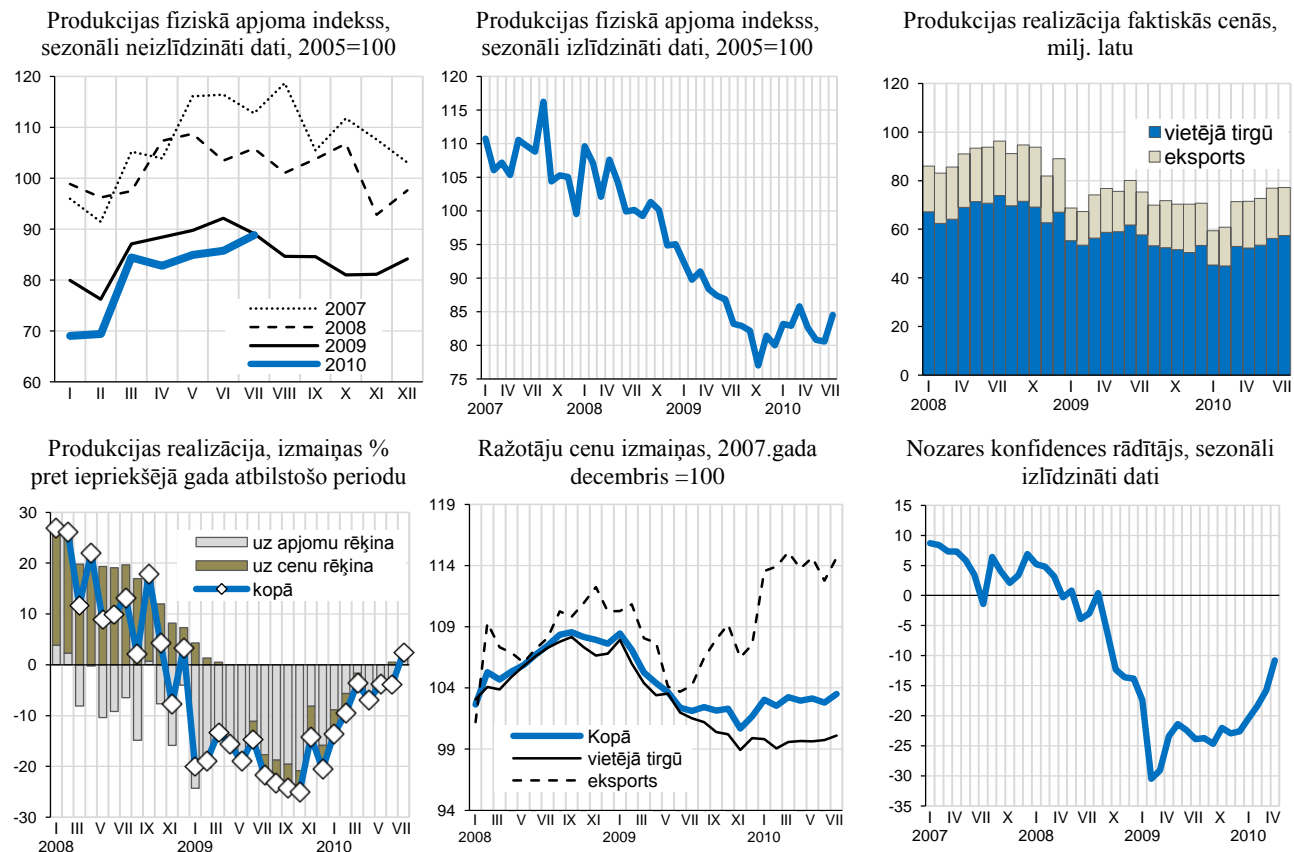 Produkcijas fiziskā apjoma indekss,
sezonāli neizlīdzināti dati, 2005=100
120
110
100
90
80
70
60
2007
2008
2009
2010
I II III IV V VI VII VIII IX X XI XII
Produkcijas fiziskā apjoma indekss,
sezonāli izlīdzināti dati, 2005=100
120
115
110
105
100
95
90
85
80
75
I IV VII X I IV VII X I IV VII X I IV VII
2007 2008 2009 2010
Produkcijas realizācija faktiskās cenās,
milj. latu
120
100
80
60
40
20
0
vietējā tirgū
eksports
I IV VII X I IV VII X I IV VII
2008 2009 2010
Produkcijas realizācija, izmaiņas %
pret iepriekšējā gada atbilstošo periodu
30
20
10
0
-10
-20
-30
uz apjomu rēķina
uz cenu rēķina
kopā
I III V VII IX XI I III V VII IX XI I III V VII
2008 2009 2010
Ražotāju cenu izmaiņas, 2007.gada
decembris =100
119
114
109
104
99
94
Kopā
vietējā tirgū
eksports
I III V VII IX XI I III V VII IX XI I III V VII
2008 2009 2010
Nozares konfidences rādītājs, sezonāli
izlīdzināti dati
15
10
5
0
-5
-10
-15
-20
-25
-30
-35
I IV VII X I IV VII X I IV VII X I IV
2007 2008 2009 2010